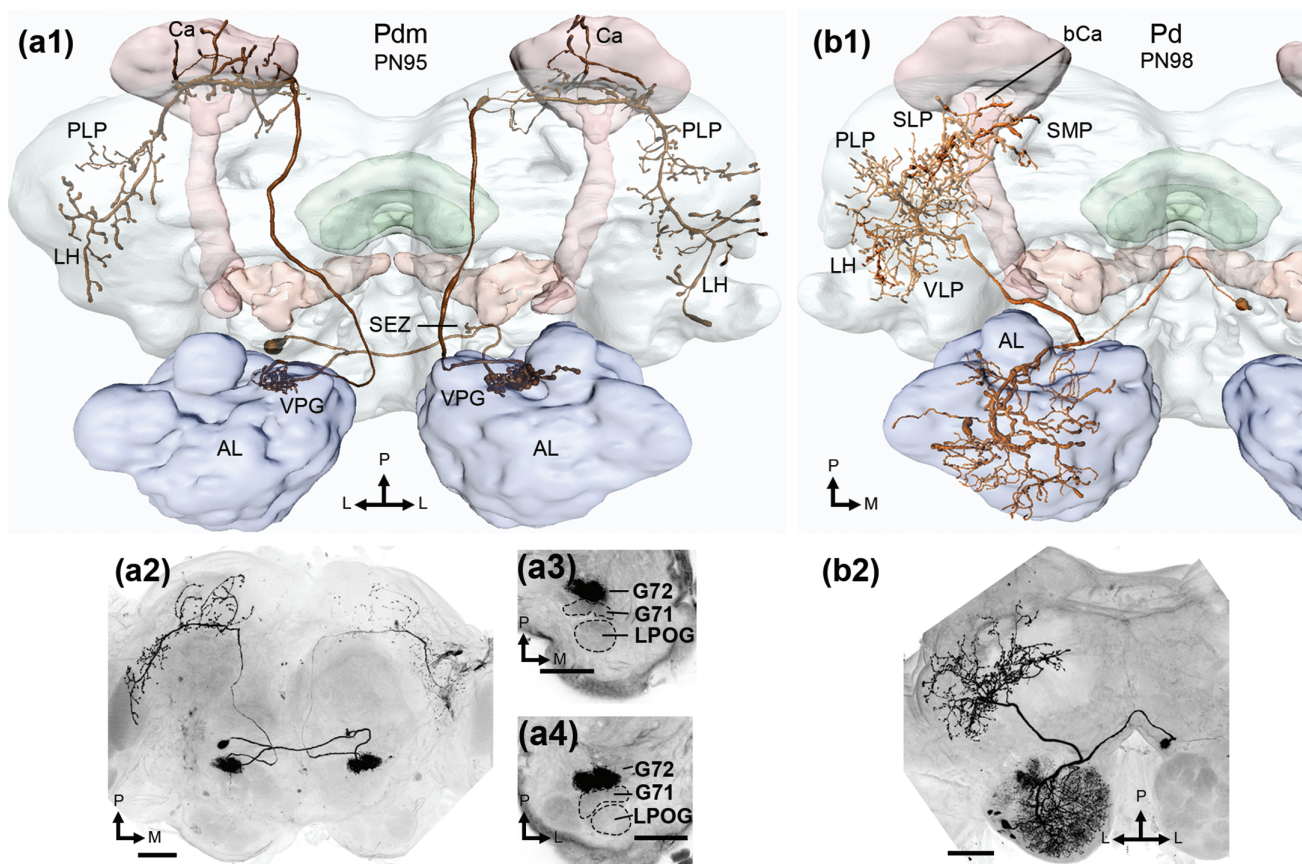 (a1)
Ca
Pdm
PN95
Ca
PLP
PLP
LH
LH
SEZ
VPG
VPG
AL
AL
P
L L
(b1)
Pd
PN98
bCa
SLP
SMP
PLP
LH
VLP
AL
P
M
(a2)
P
M
(a3)
G72
G71
LPOG
P
M
(a4)
G72
G71
LPOG
P
L
(b2)
P
L L